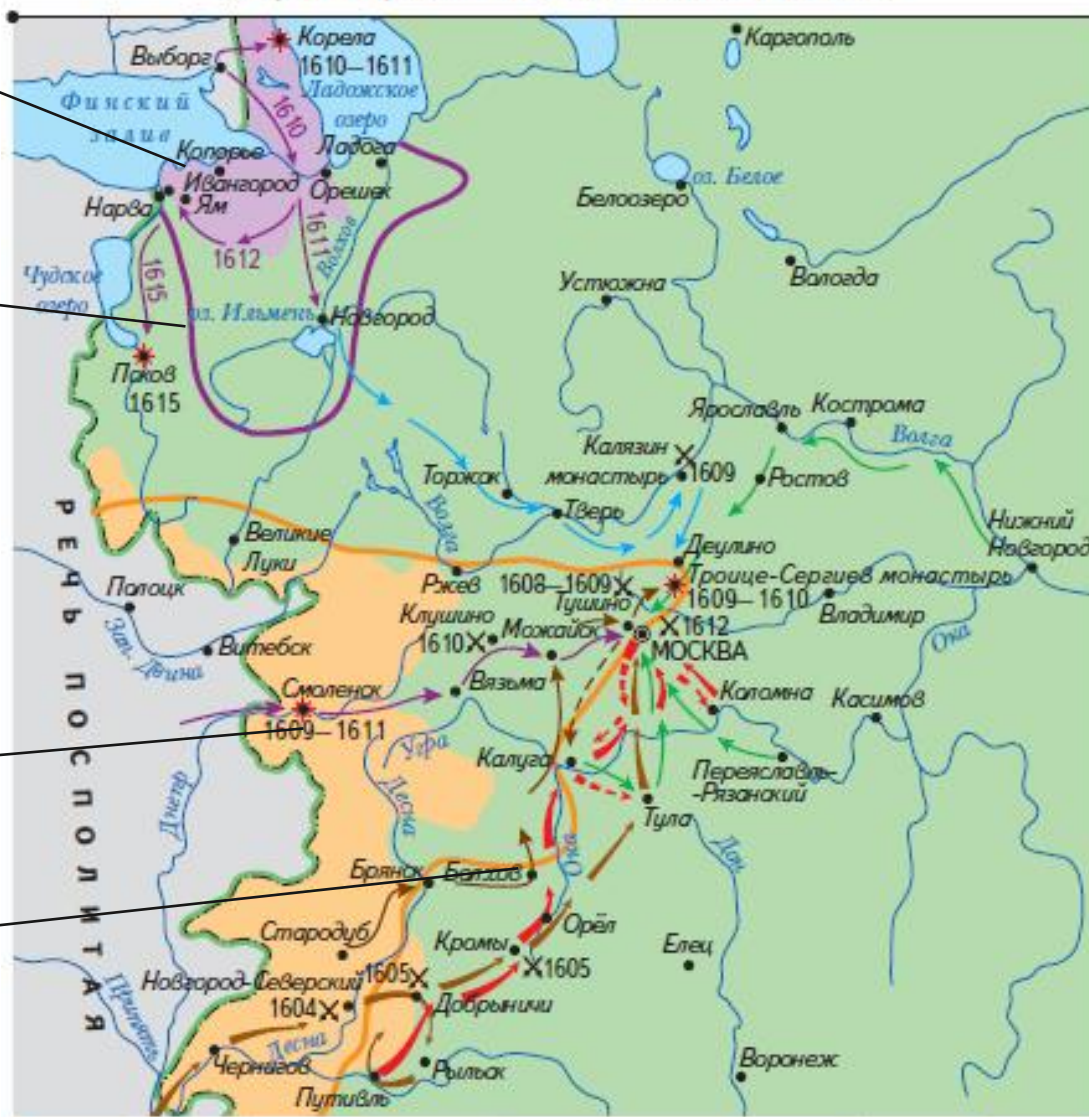 Корела
Каргополь
Выборг
1610–1611
Финский
залив
1610
Ладожское
озеро
Копорье
Ладога
Ивангород
Орешек
Нарва
Ям
оз. Белое
Белоозеро
1611
Волхов
1612
1615
Чудское
озеро
Вологда
Устюжна
оз. Ильмень
Новгород
Псков
1615
Ярославль
Кострома
Волга
Калязин
монастырь
1609
Торжок
Ростов
Волга
Тверь
Нижний
Новгород
Великие
Луки
Деулино
Ржев
1608–1609
Троице-Сергиев монастырь
1609–1610
Полоцк
Тушино
Владимир
Клушино
1610
Можайск
1612
МОСКВА
Ока
Зап. Двина
Витебск
РЕЧЬ ПОСПОЛИТАЯ
Смоленск
1609–1611
Вязьма
Коломна
Касимов
Угра
Калуга
Переяславль-
-Рязанский
Днепр
Десна
Тула
Дон
Ока
Брянск
Болхов
Орёл
Стародуб
Кромы
Елец
1605
Новгород-Северский
1605
1604
Добрыничи
Припять
Десна
Чернигов
Рыльск
Воронеж
Путивль